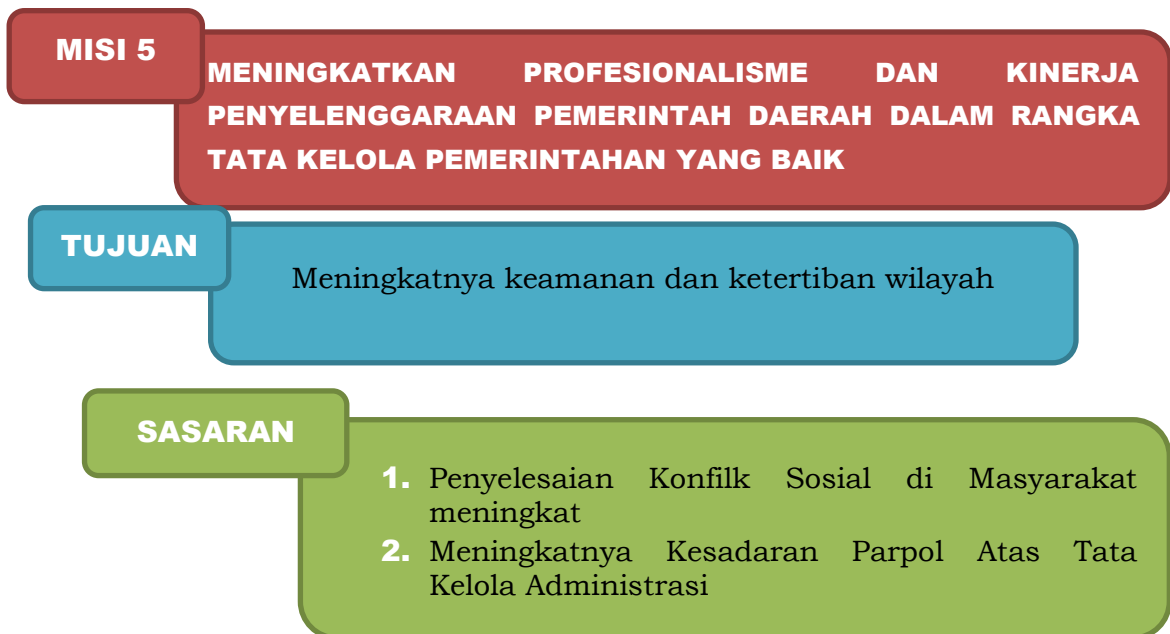 MISI 5
MENINGKATKAN PROFESIONALISME DAN KINERJA
PENYELENGGARAAN PEMERINTAH DAERAH DALAM RANGKA
TATA KELOLA PEMERINTAHAN YANG BAIK
TUJUAN
Meningkatnya keamanan dan ketertiban wilayah
SASARAN
1. Penyelesaian Konfilk Sosial di Masyarakat
meningkat
2. Meningkatnya Kesadaran Parpol Atas Tata
Kelola Administrasi